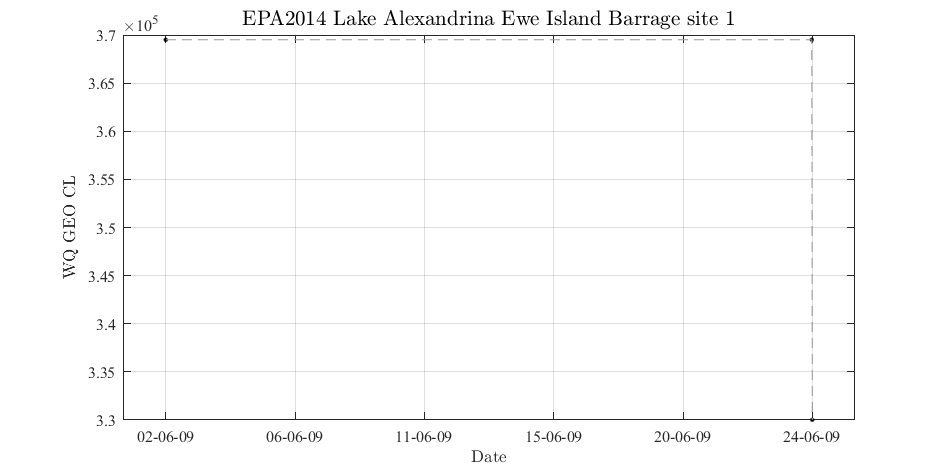 EPA2014 Lake Alexandrina Ewe Island Barrage site 1
×10⁵
3.7
3.65
3.6
3.55
3.5
3.45
3.4
3.35
3.3
WQ GEO CL
02-06-09 06-06-09 11-06-09 15-06-09 20-06-09 24-06-09
Date